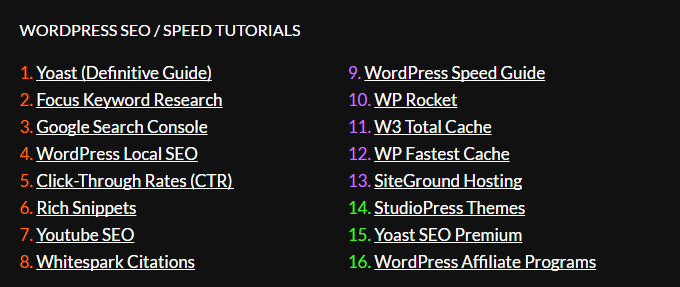 WORDPRESS SEO / SPEED TUTORIALS
1. Yoast (Definitive Guide)
2. Focus Keyword Research
3. Google Search Console
4. WordPress Local SEO
5. Click-Through Rates (CTR)
6. Rich Snippets
7. Youtube SEO
8. Whitespark Citations
9. WordPress Speed Guide
10. WP Rocket
11. W3 Total Cache
12. WP Fastest Cache
13. SiteGround Hosting
14. StudioPress Themes
15. Yoast SEO Premium
16. WordPress Affiliate Programs